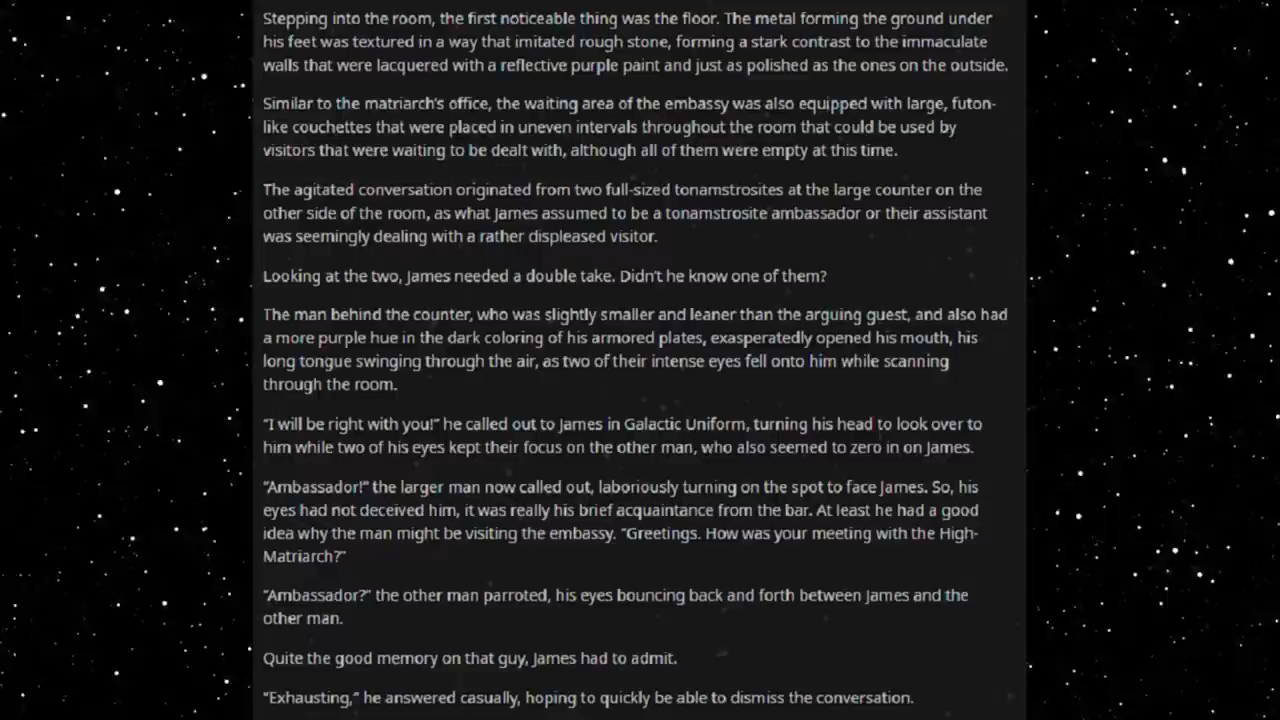 Stepping into the room, the first noticeable thing was the floor. The metal forming the ground under
his feet was textured in a way that imitated rough stone, forming a stark contrast to the immaculate
walls that were lacquered with a reflective purple paint and just as polished as the ones on the outside.
Similar to the matriarch's office, the waiting area of the embassy was also equipped with large, futon-
like couchettes that were placed in uneven intervals throughout the room that could be used by
visitors that were waiting to be dealt with, although all of them were empty at this time.
The agitated conversation originated from two full-sized tonamstrosites at the large counter on the
other side of the room, as what James assumed to be a tonamstrosite ambassador or their assistant
was seemingly dealing with a rather displeased visitor.
Looking at the two, James needed a double take. Didn't he know one of them?
The man behind the counter, who was slightly smaller and leaner than the arguing guest, and also had
a more purple hue in the dark coloring of his armored plates, exasperatedly opened his mouth, his
long tongue swinging through the air, as two of their intense eyes fell onto him while scanning
through the room.
“I will be right with you!” he called out to James in Galactic Uniform, turning his head to look over to
him while two of his eyes kept their focus on the other man, who also seemed to zero in on James.
“Ambassador!” the larger man now called out, laboriously turning on the spot to face James. So, his
eyes had not deceived him, it was really his brief acquaintance from the bar. At least he had a good
idea why the man might be visiting the embassy. “Greetings. How was your meeting with the High-
Matriarch?”
“Ambassador?” the other man parroted, his eyes bouncing back and forth between James and the
other man.
Quite the good memory on that guy, James had to admit.
“Exhausting,” he answered casually, hoping to quickly be able to dismiss the conversation.